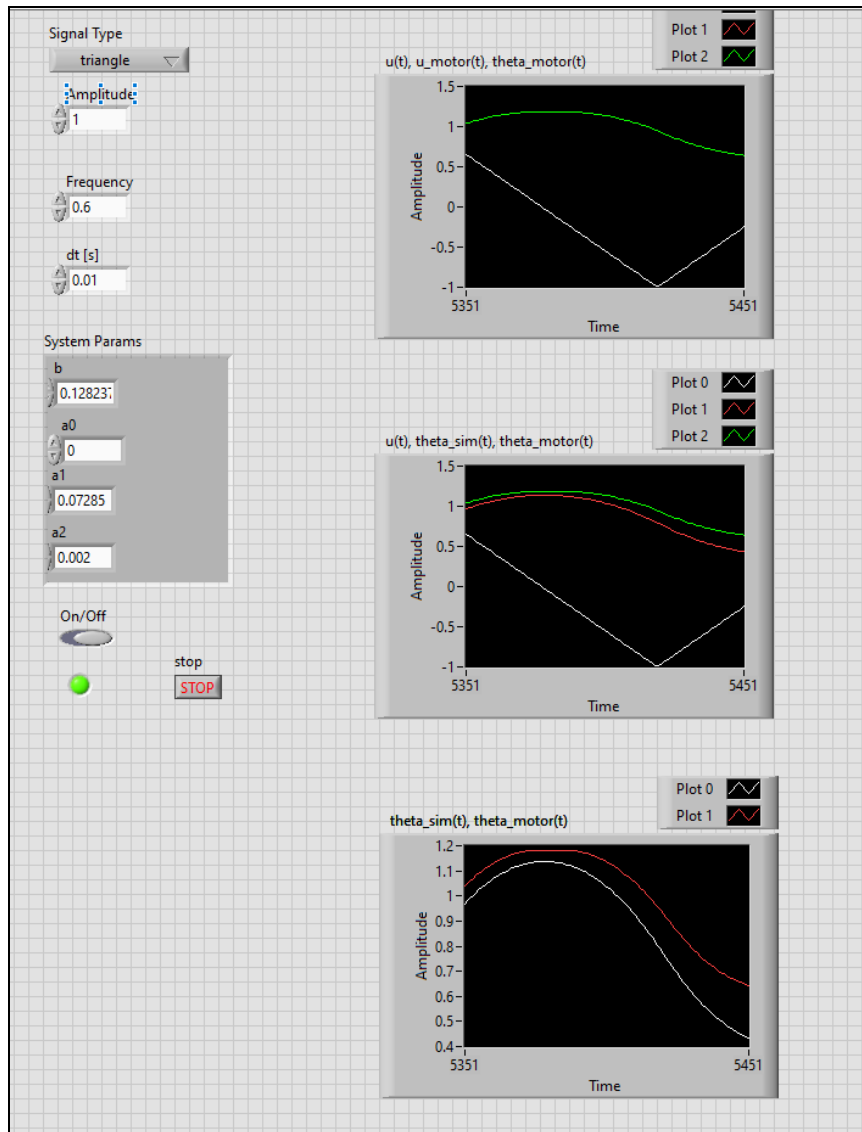 Signal Type
triangle
Amplitude
1
Frequency
0.6
dt [s]
0.01
System Params
b
0.128237
a0
0
a1
0.07285
a2
0.002
On/Off
stop
STOP
Plot 1
Plot 2
u(t), u_motor(t), theta_motor(t)
1.5
1
0.5
0
-0.5
-1
Amplitude
5351
5451
Time
Plot 0
Plot 1
Plot 2
u(t), theta_sim(t), theta_motor(t)
1.5
1
0.5
0
-0.5
-1
Amplitude
5351
5451
Time
Plot 0
Plot 1
theta_sim(t), theta_motor(t)
1.2
1.1
1
0.9
0.8
0.7
0.6
0.5
0.4
Amplitude
5351
5451
Time